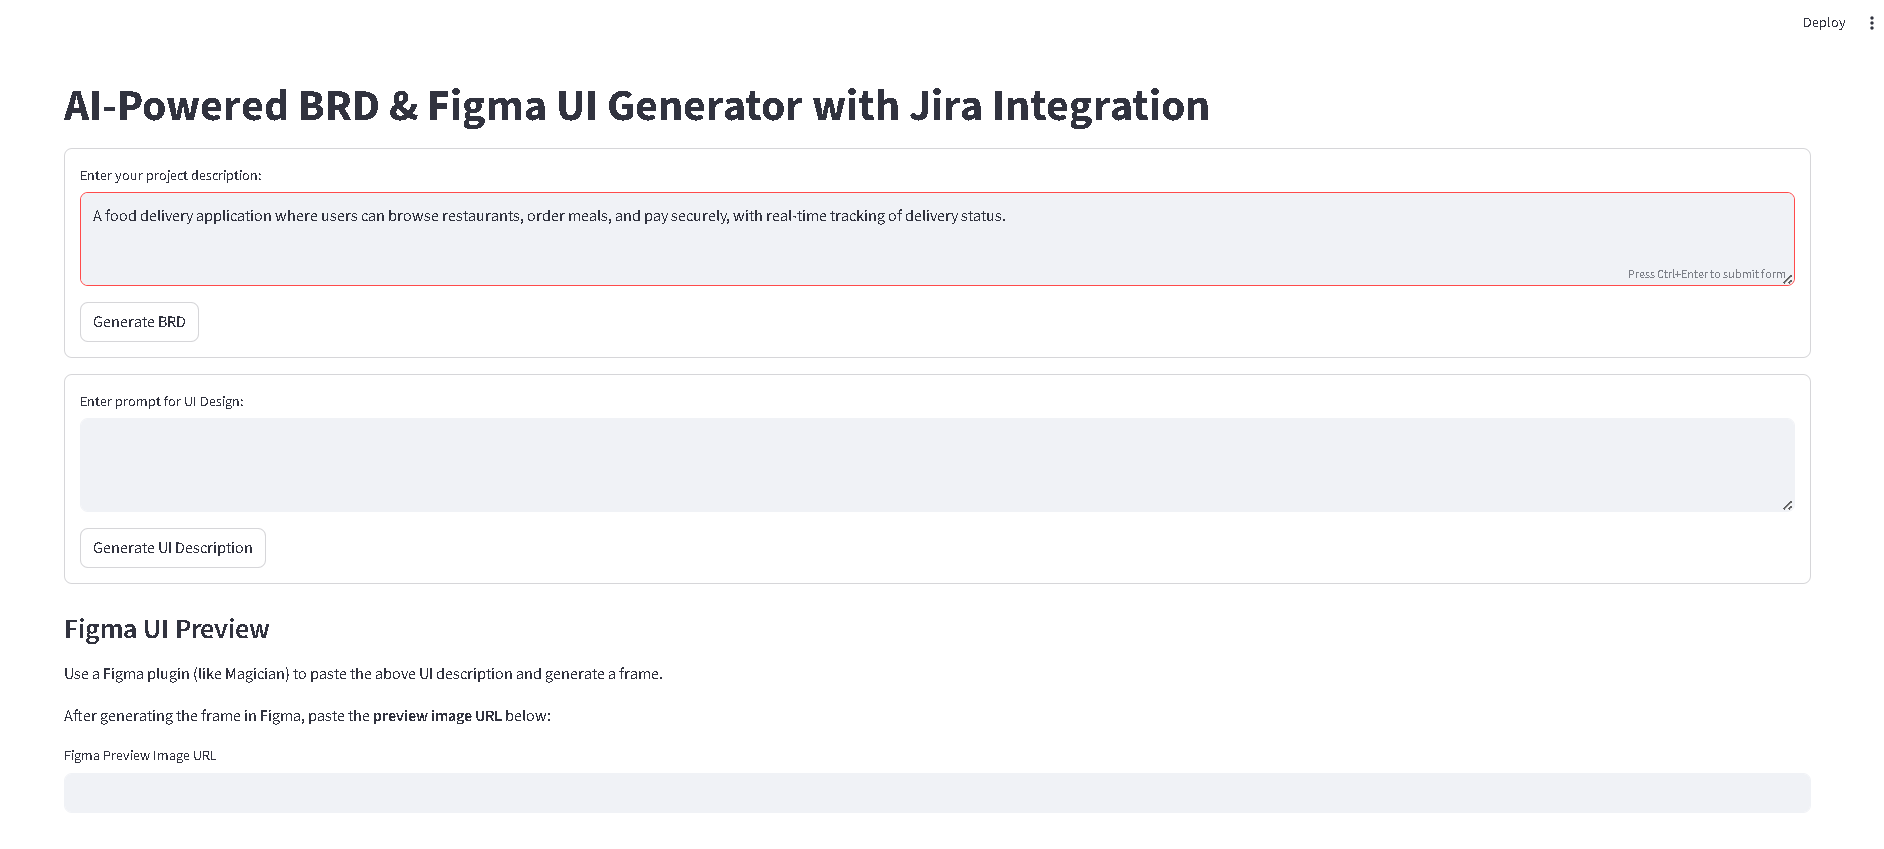 Deploy
AI-Powered BRD & Figma UI Generator with Jira Integration
Enter your project description:
A food delivery application where users can browse restaurants, order meals, and pay securely, with real-time tracking of delivery status.
Press Ctrl+Enter to submit form
Generate BRD
Enter prompt for UI Design:
Generate UI Description
Figma UI Preview
Use a Figma plugin (like Magician) to paste the above UI description and generate a frame.
After generating the frame in Figma, paste the preview image URL below:
Figma Preview Image URL